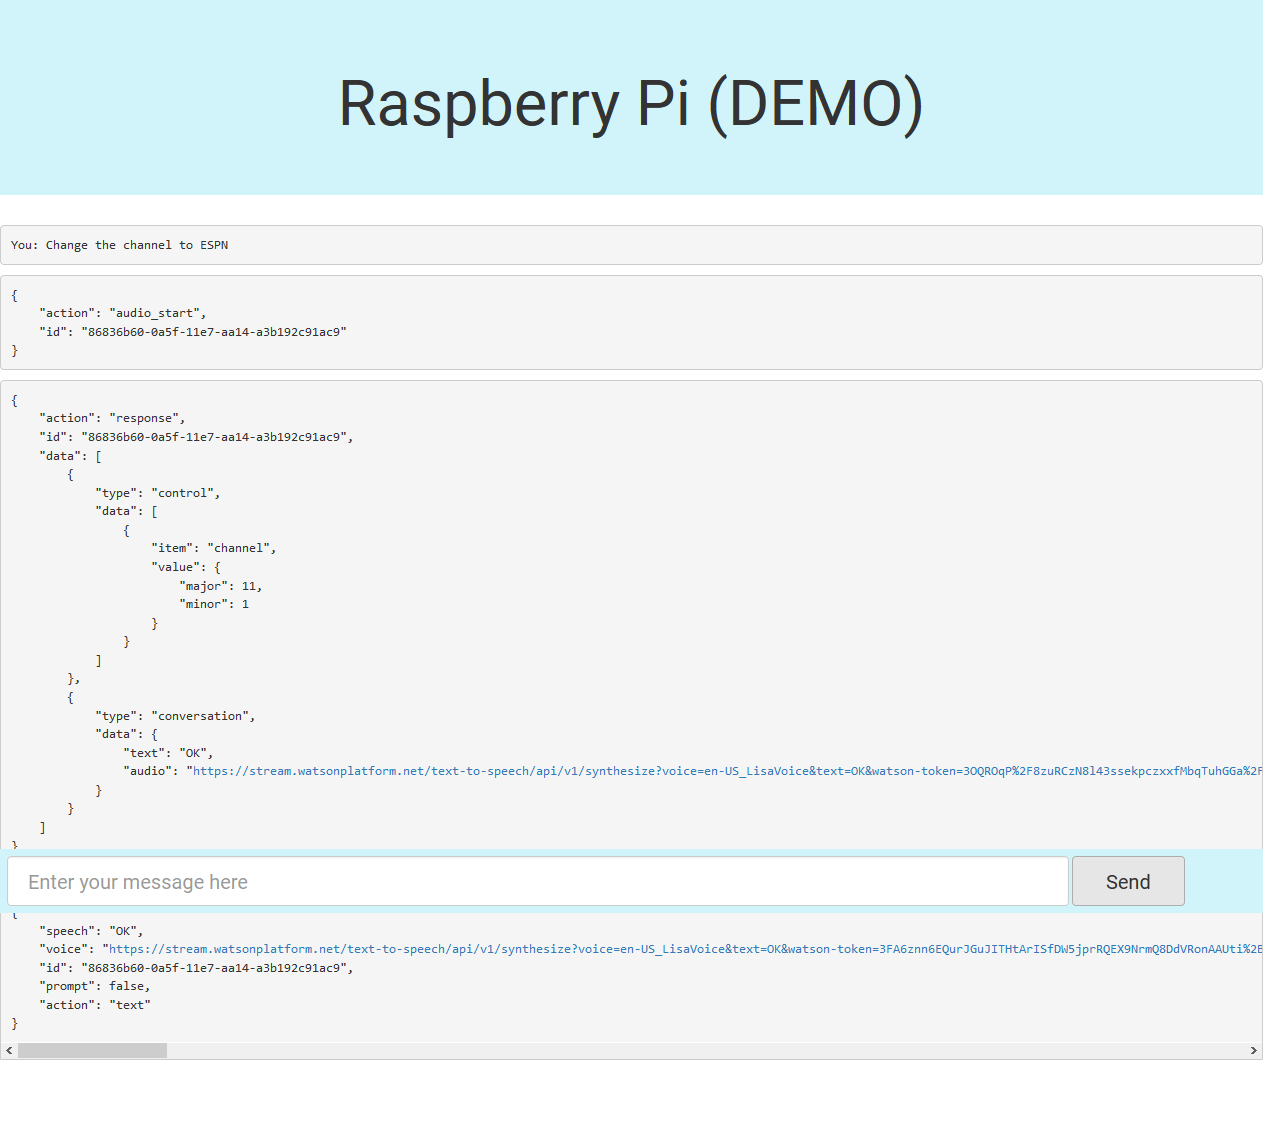 Raspberry Pi (DEMO)
You: Change the channel to ESPN
{
    "action": "audio_start",
    "id": "86836b60-0a5f-11e7-aa14-a3b192c91ac9"
}
{
    "action": "response",
    "id": "86836b60-0a5f-11e7-aa14-a3b192c91ac9",
    "data": [
        {
            "type": "control",
            "data": [
                {
                    "item": "channel",
                    "value": {
                        "major": 11,
                        "minor": 1
                    }
                }
            ]
        },
        {
            "type": "conversation",
            "data": {
                "text": "OK",
                "audio": "https://stream.watsonplatform.net/text-to-speech/api/v1/synthesize?voice=en-US_LisaVoice&text=OK&watson-token=3OQROqP%2F8zuRCzN8l43ssekpczxxfMbqTuhGGa%2F
            }
        }
    ]
}
Enter your message here Send
{
    "speech": "OK",
    "voice": "https://stream.watsonplatform.net/text-to-speech/api/v1/synthesize?voice=en-US_LisaVoice&text=OK&watson-token=3FA6znn6EQurJGuJITHtArISfDW5jprRQEX9NrmQ8DdVRonAAUti%2E
    "id": "86836b60-0a5f-11e7-aa14-a3b192c91ac9",
    "prompt": false,
    "action": "text"
}